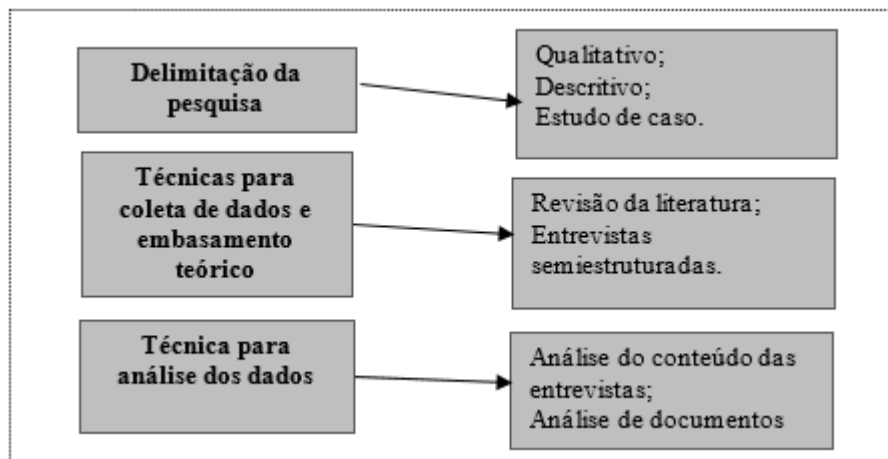 Delimitação da
pesquisa
Qualitativo;
Descritivo;
Estudo de caso.
Técnicas para
coleta de dados e
embasamento
teórico
Revisão da literatura;
Entrevistas
semiestruturadas.
Técnica para
análise dos dados
Análise do conteúdo das
entrevistas;
Análise de documentos